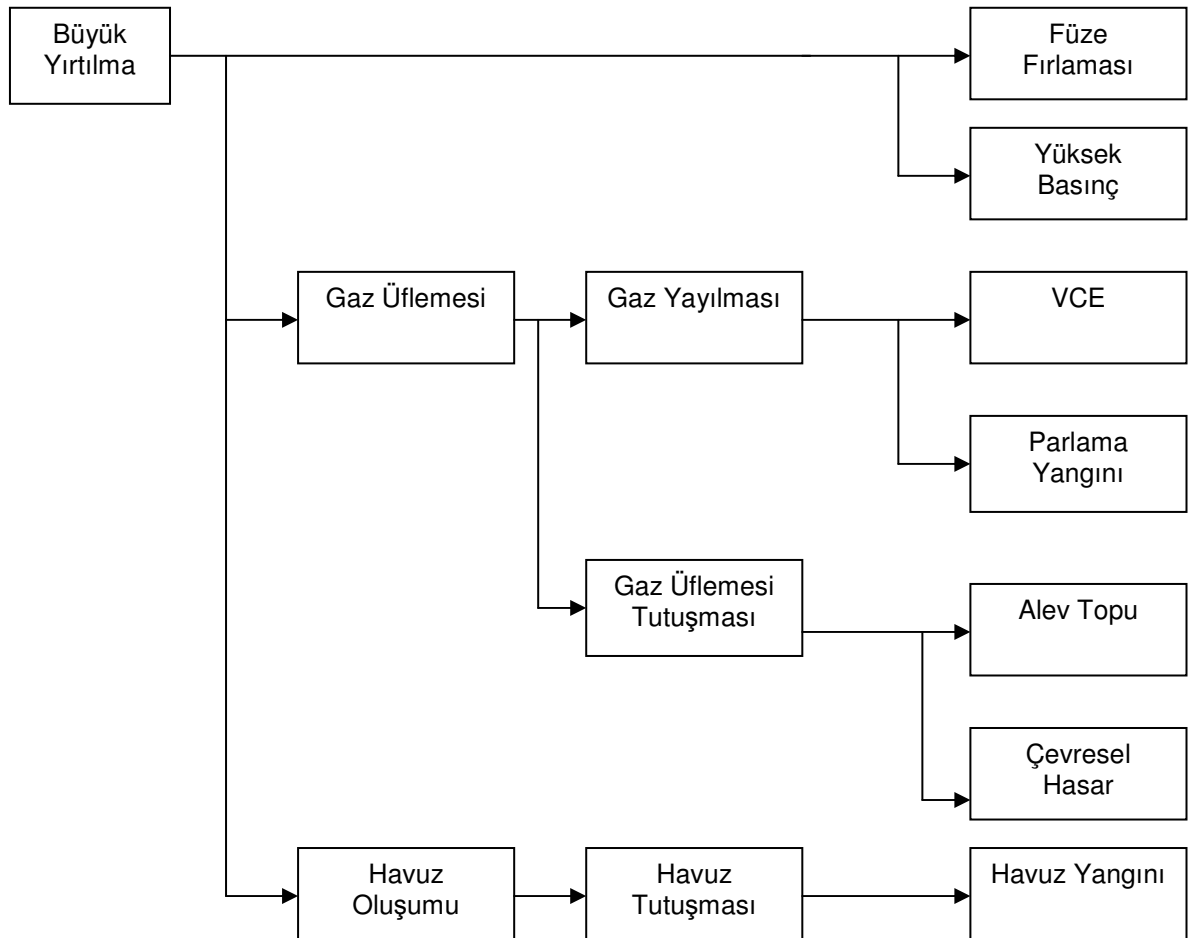 Büyük
Yırtılma
Füze
Fırlaması
Yüksek
Basınç
Gaz Üflemesi
Gaz Yayılması
VCE
Parlama
Yangını
Gaz Üflemesi
Tutuşması
Alev Topu
Çevresel
Hasar
Havuz
Oluşumu
Havuz
Tutuşması
Havuz Yangını